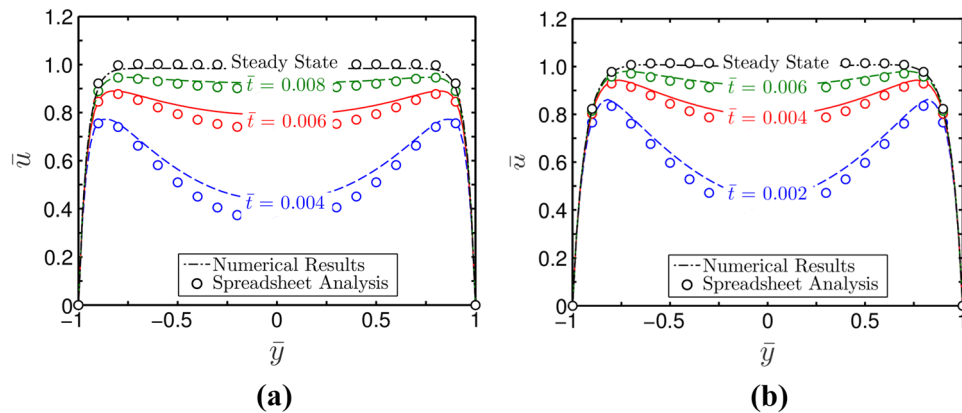 1.2
1.0
0.8
0.6
0.4
0.2
0
ū
Steady State
t̄ = 0.008
t̄ = 0.006
t̄ = 0.004
Numerical Results
Spreadsheet Analysis
−1 −0.5 0 0.5 1
ȳ
(a)
1.2
1.0
0.8
0.6
0.4
0.2
0
ū
Steady State
t̄ = 0.006
t̄ = 0.004
t̄ = 0.002
Numerical Results
Spreadsheet Analysis
−1 −0.5 0 0.5 1
ȳ
(b)